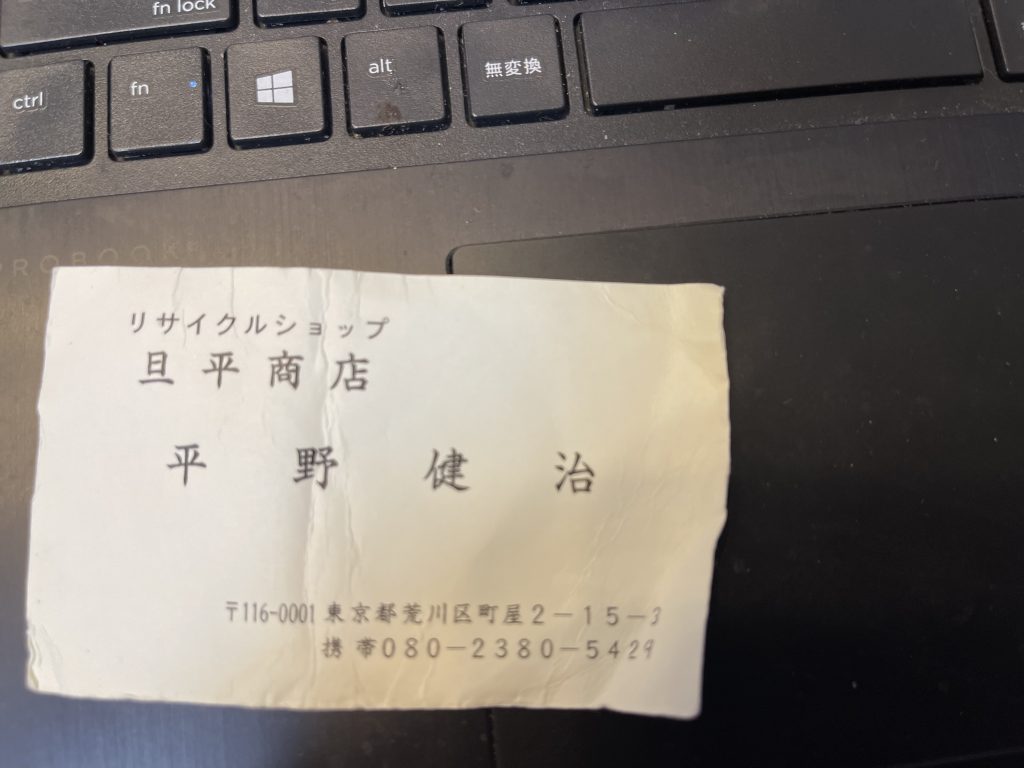 fn lock
ctrl fn alt 無変換
PROBOOK
リサイクルショップ
旦平商店
平野健治
〒116-0001 東京都荒川区町屋2-15-3
携帯080-2380-5429